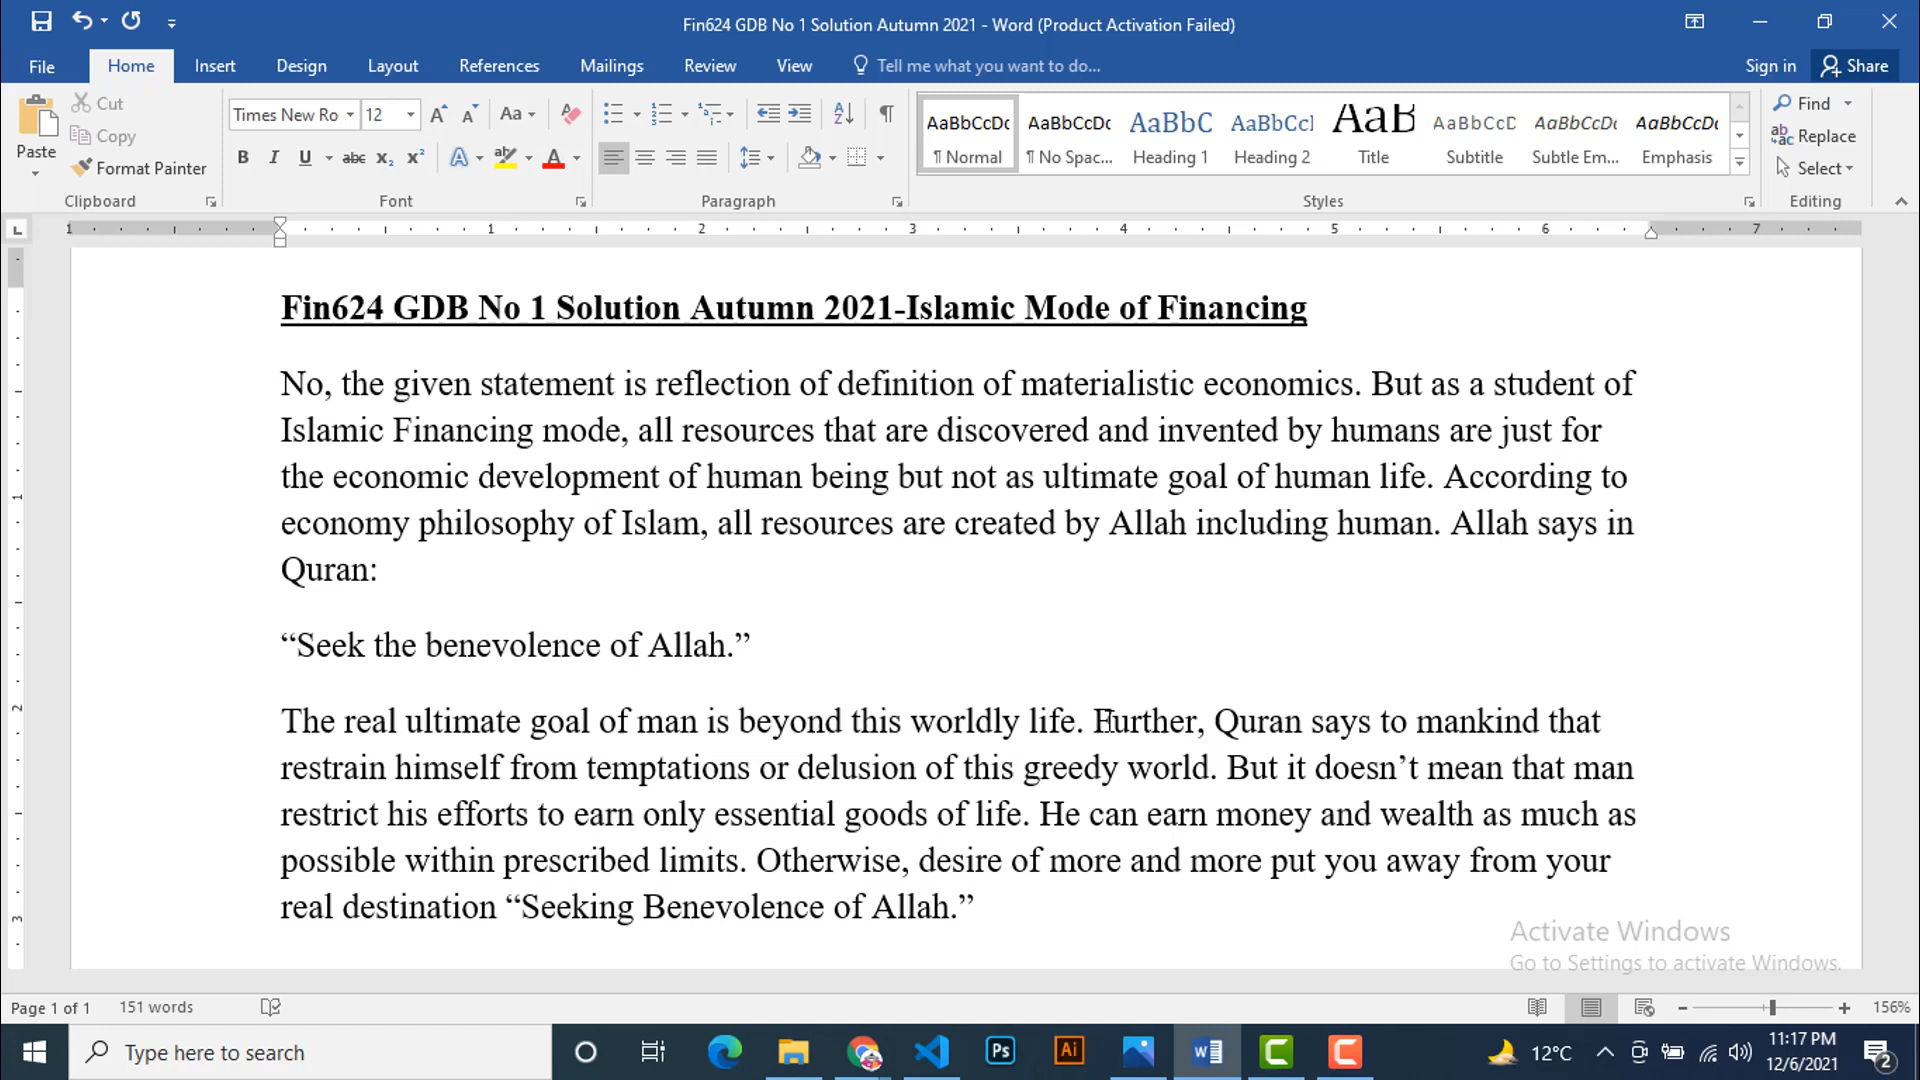 Fin624 GDB No 1 Solution Autumn 2021 - Word (Product Activation Failed)
File Home Insert Design Layout References Mailings Review View Tell me what you want to do... Sign in Share
Paste
Cut
Copy
Format Painter
Times New Ro 12
AaBbCcDc AaBbCcDc AaBbC AaBbCcI AaB AaBbCcD AaBbCcDc AaBbCcDc
¶ Normal ¶ No Spac... Heading 1 Heading 2 Title Subtitle Subtle Em... Emphasis
Find
Replace
Select
Clipboard Font Paragraph Styles Editing
1 1 2 3 4 5 6 7
Fin624 GDB No 1 Solution Autumn 2021-Islamic Mode of Financing
No, the given statement is reflection of definition of materialistic economics. But as a student of
Islamic Financing mode, all resources that are discovered and invented by humans are just for
the economic development of human being but not as ultimate goal of human life. According to
economy philosophy of Islam, all resources are created by Allah including human. Allah says in
Quran:
“Seek the benevolence of Allah.”
The real ultimate goal of man is beyond this worldly life. Further, Quran says to mankind that
restrain himself from temptations or delusion of this greedy world. But it doesn’t mean that man
restrict his efforts to earn only essential goods of life. He can earn money and wealth as much as
possible within prescribed limits. Otherwise, desire of more and more put you away from your
real destination “Seeking Benevolence of Allah.”
Activate Windows
Go to Settings to activate Windows.
Page 1 of 1 151 words 156%
Type here to search
12°C
11:17 PM
12/6/2021
2